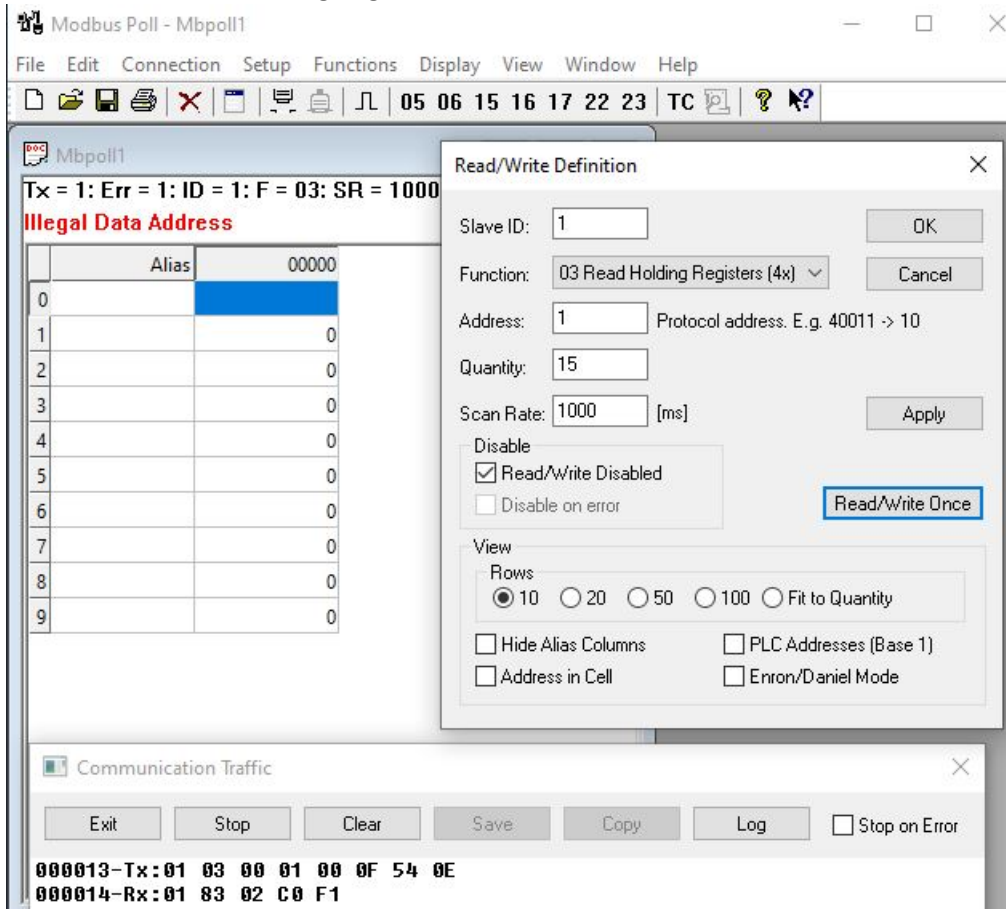 Modbus Poll - Mbpoll1
File Edit Connection Setup Functions Display View Window Help
05 06 15 16 17 22 23 TC
Mbpoll1
Tx = 1: Err = 1: ID = 1: F = 03: SR = 1000
Illegal Data Address
Alias 00000
0
1 0
2 0
3 0
4 0
5 0
6 0
7 0
8 0
9 0
Read/Write Definition
Slave ID: 1 OK
Function: 03 Read Holding Registers (4x) Cancel
Address: 1 Protocol address. E.g. 40011 -> 10
Quantity: 15
Scan Rate: 1000 [ms] Apply
Disable
Read/Write Disabled
Disable on error Read/Write Once
View
Rows
10 20 50 100 Fit to Quantity
Hide Alias Columns PLC Addresses (Base 1)
Address in Cell Enron/Daniel Mode
Communication Traffic
Exit Stop Clear Save Copy Log Stop on Error
000013-Tx:01 03 00 01 00 0F 54 0E
000014-Rx:01 83 02 C0 F1